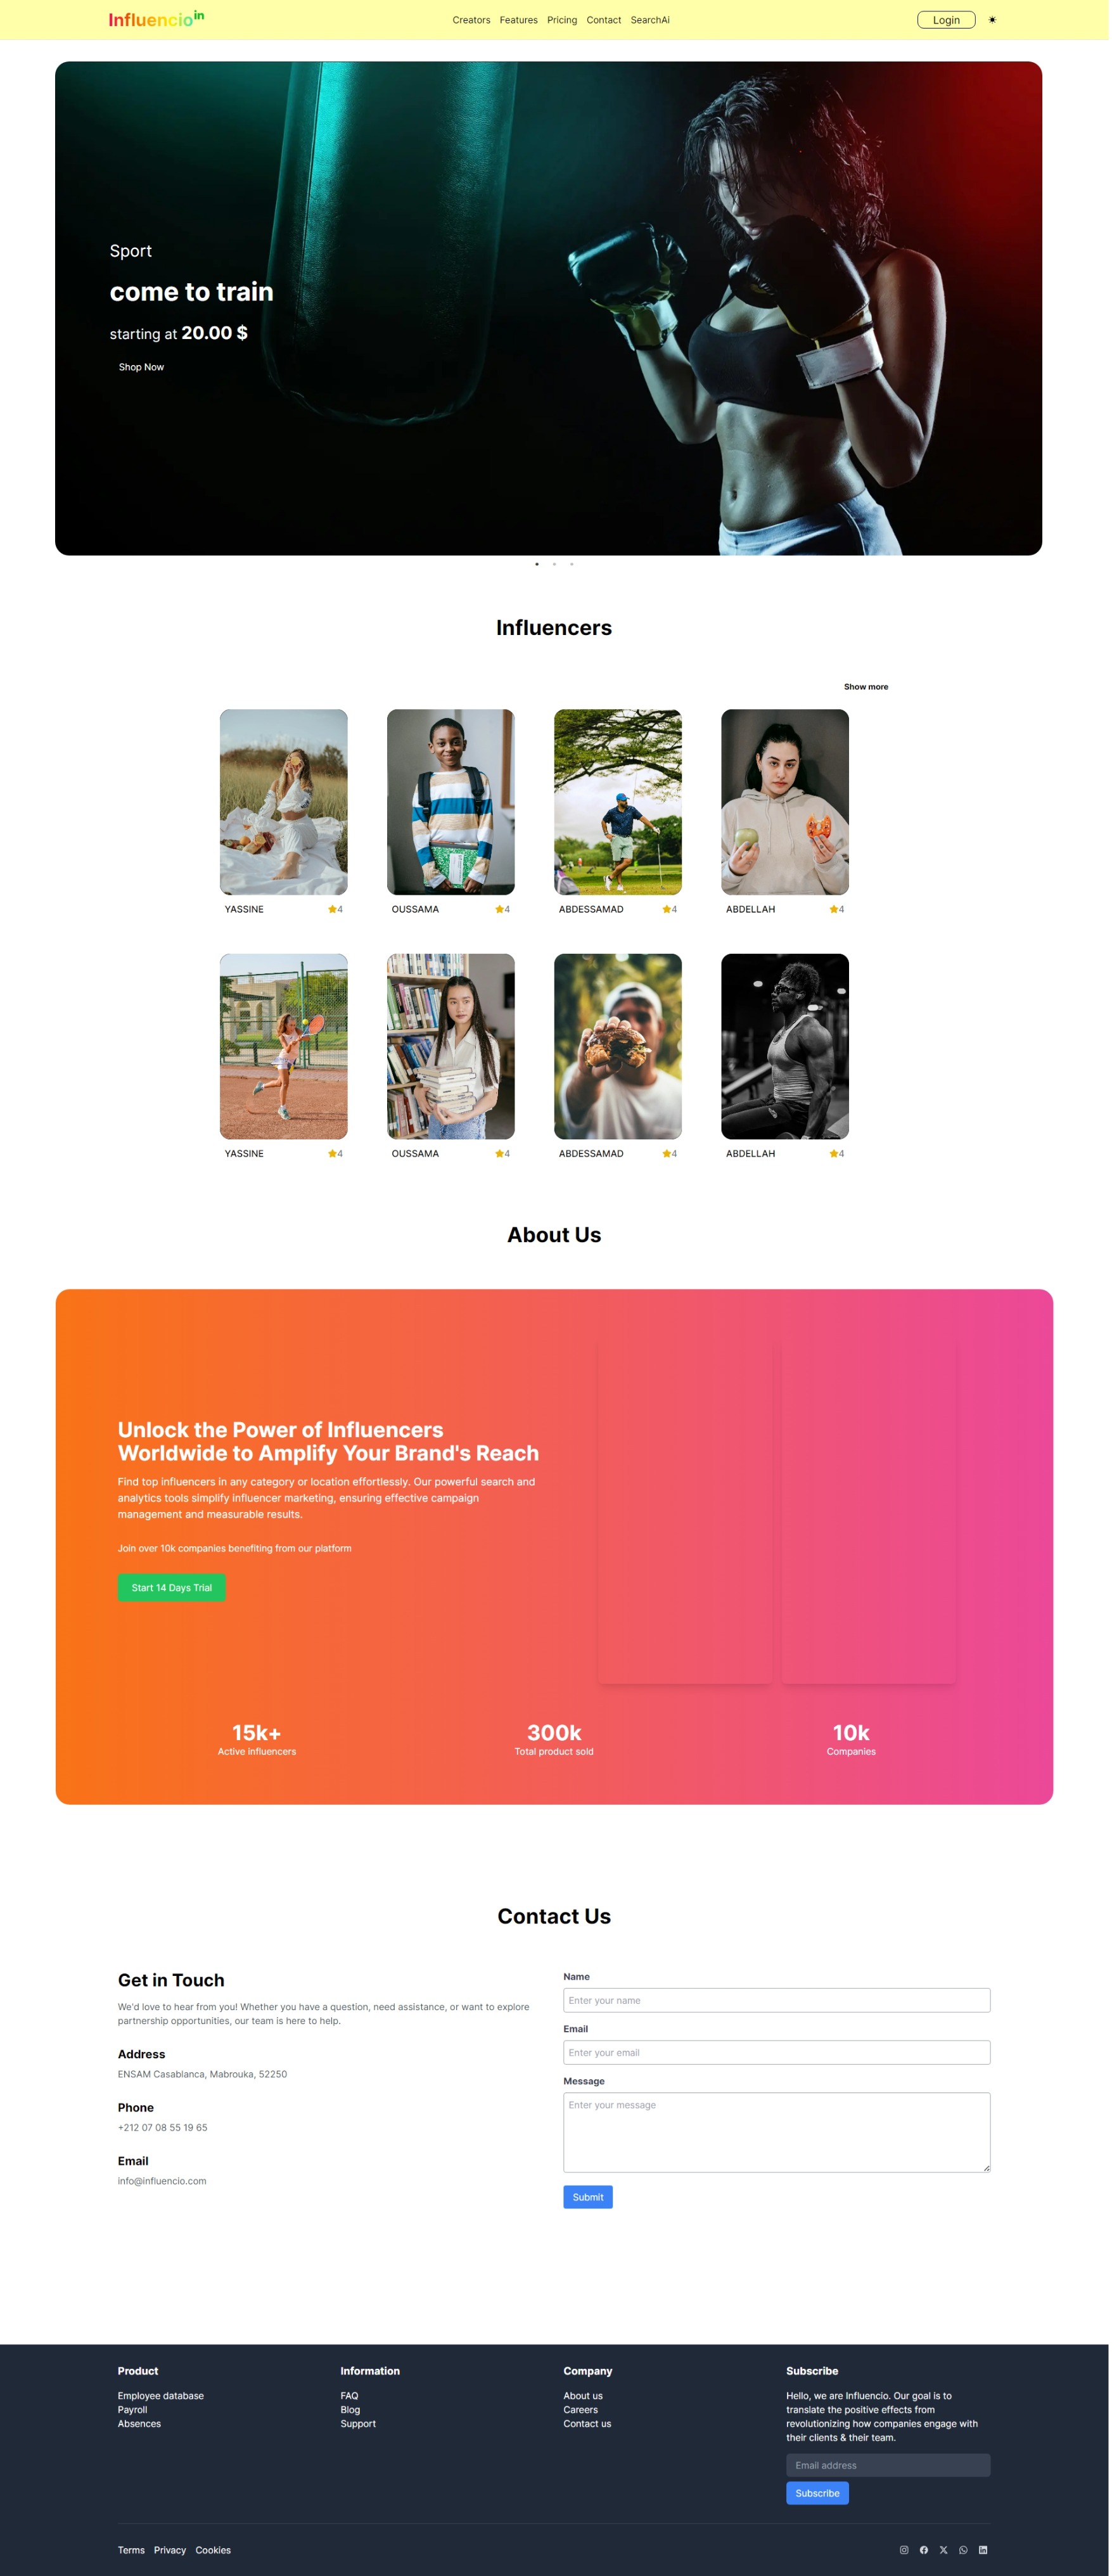 Influencio in
Creators Features Pricing Contact SearchAi
Login
Sport
come to train
starting at 20.00 $
Shop Now
Influencers
Show more
YASSINE 4
OUSSAMA 4
ABDESSAMAD 4
ABDELLAH 4
YASSINE 4
OUSSAMA 4
ABDESSAMAD 4
ABDELLAH 4
About Us
Unlock the Power of Influencers
Worldwide to Amplify Your Brand's Reach
Find top influencers in any category or location effortlessly. Our powerful search and
analytics tools simplify influencer marketing, ensuring effective campaign
management and measurable results.
Join over 10k companies benefiting from our platform
Start 14 Days Trial
15k+
Active influencers
300k
Total product sold
10k
Companies
Contact Us
Get in Touch
We'd love to hear from you! Whether you have a question, need assistance, or want to explore
partnership opportunities, our team is here to help.
Address
ENSAM Casablanca, Mabrouka, 52250
Phone
+212 07 08 55 19 65
Email
info@influencio.com
Name
Enter your name
Email
Enter your email
Message
Enter your message
Submit
Product
Employee database
Payroll
Absences
Information
FAQ
Blog
Support
Company
About us
Careers
Contact us
Subscribe
Hello, we are Influencio. Our goal is to
translate the positive effects from
revolutionizing how companies engage with
their clients & their team.
Email address
Subscribe
Terms Privacy Cookies